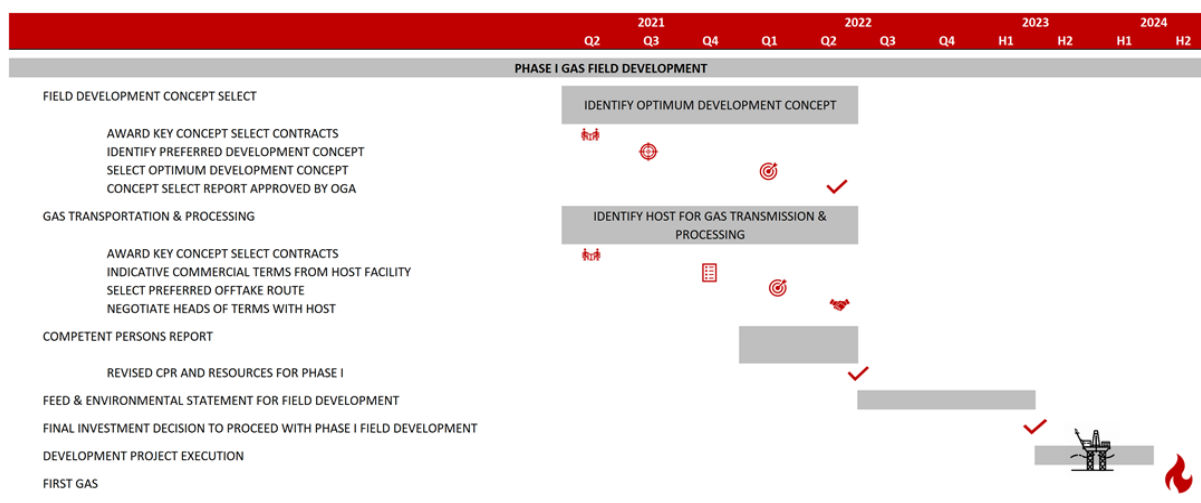 2021 2022 2023 2024
Q2 Q3 Q4 Q1 Q2 Q3 Q4 H1 H2 H1 H2
PHASE I GAS FIELD DEVELOPMENT
FIELD DEVELOPMENT CONCEPT SELECT
IDENTIFY OPTIMUM DEVELOPMENT CONCEPT
AWARD KEY CONCEPT SELECT CONTRACTS
IDENTIFY PREFERRED DEVELOPMENT CONCEPT
SELECT OPTIMUM DEVELOPMENT CONCEPT
CONCEPT SELECT REPORT APPROVED BY OGA
GAS TRANSPORTATION & PROCESSING
IDENTIFY HOST FOR GAS TRANSMISSION &
PROCESSING
AWARD KEY CONCEPT SELECT CONTRACTS
INDICATIVE COMMERCIAL TERMS FROM HOST FACILITY
SELECT PREFERRED OFFTAKE ROUTE
NEGOTIATE HEADS OF TERMS WITH HOST
COMPETENT PERSONS REPORT
REVISED CPR AND RESOURCES FOR PHASE I
FEED & ENVIRONMENTAL STATEMENT FOR FIELD DEVELOPMENT
FINAL INVESTMENT DECISION TO PROCEED WITH PHASE I FIELD DEVELOPMENT
DEVELOPMENT PROJECT EXECUTION
FIRST GAS